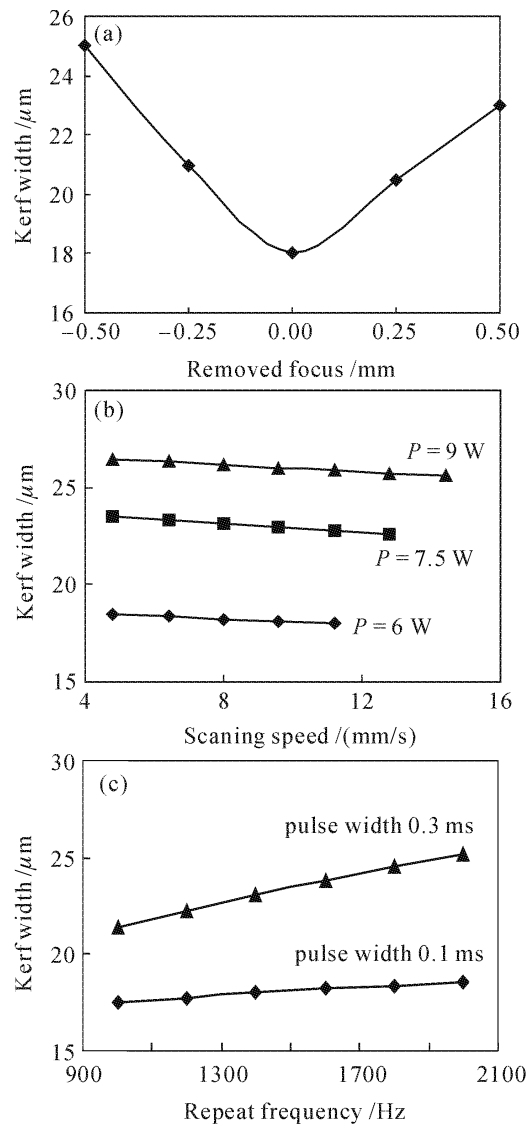 (a)
26
24
22
20
18
16
Kerf width /μm
−0.50 −0.25 0.00 0.25 0.50
Removed focus /mm
(b)
30
25
20
15
Kerf width /μm
P = 9 W
P = 7.5 W
P = 6 W
4 8 12 16
Scaning speed /(mm/s)
(c)
30
25
20
15
Kerf width /μm
pulse width 0.3 ms
pulse width 0.1 ms
900 1300 1700 2100
Repeat frequency /Hz